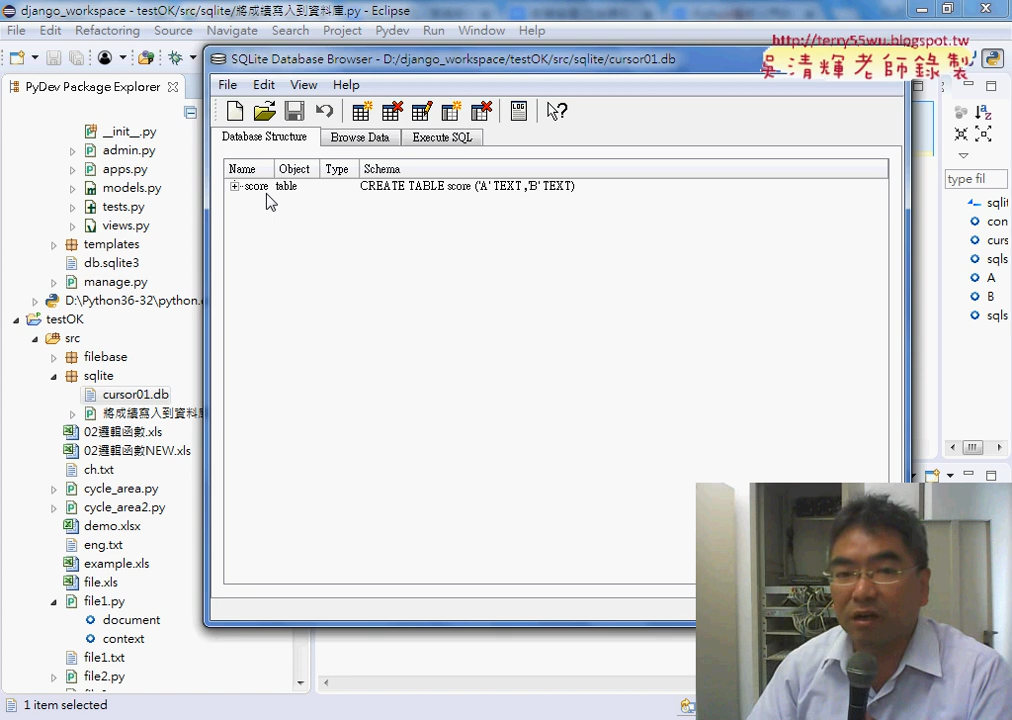 django_workspace - testOK/src/sqlite/將成績寫入到資料庫.py - Eclipse
File Edit Refactoring Source Navigate Search Project Pydev Run Window Help
http://terry55wu.blogspot.tw
吳清輝老師錄製
PyDev Package Explorer
__init__.py
admin.py
apps.py
models.py
tests.py
views.py
templates
db.sqlite3
manage.py
D:\Python36-32\python.e
testOK
src
filebase
sqlite
cursor01.db
將成績寫入到資料庫
02邏輯函數.xls
02邏輯函數NEW.xls
ch.txt
cycle_area.py
cycle_area2.py
demo.xlsx
eng.txt
example.xls
file.xls
file1.py
document
context
file1.txt
file2.py
1 item selected
SQLite Database Browser - D:/django_workspace/testOK/src/sqlite/cursor01.db
File Edit View Help
LOG
Database Structure Browse Data Execute SQL
Name Object Type Schema
score table CREATE TABLE score ('A' TEXT ,'B' TEXT)
type fil
sqlit
con
curs
sqls
A
B
sqls